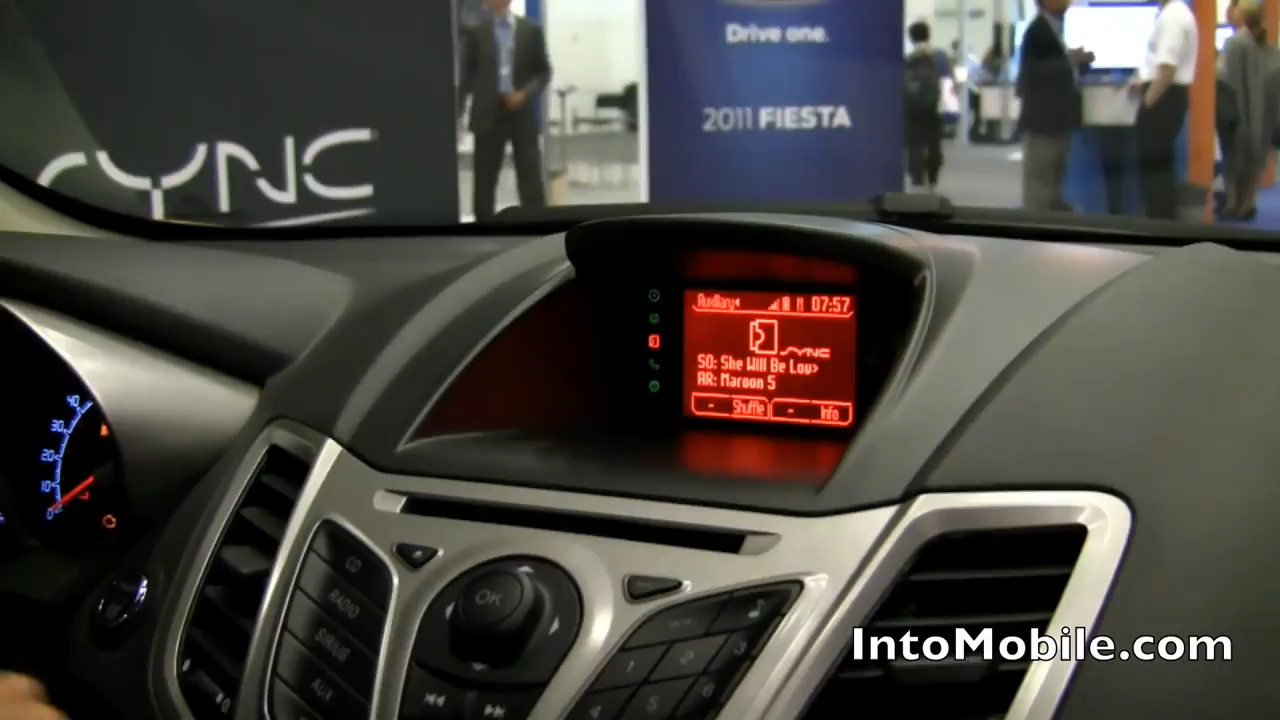 Drive one.
2011 FIESTA
SYNC
Auxiliary 07:57
SYNC
SO: She Will Be Lov>
AR: Maroon 5
- Shuffle - Info
40
30
20
10
0
CD
RADIO
SIRIUS
AUX
OK
1 2 3
4 5 6
IntoMobile.com